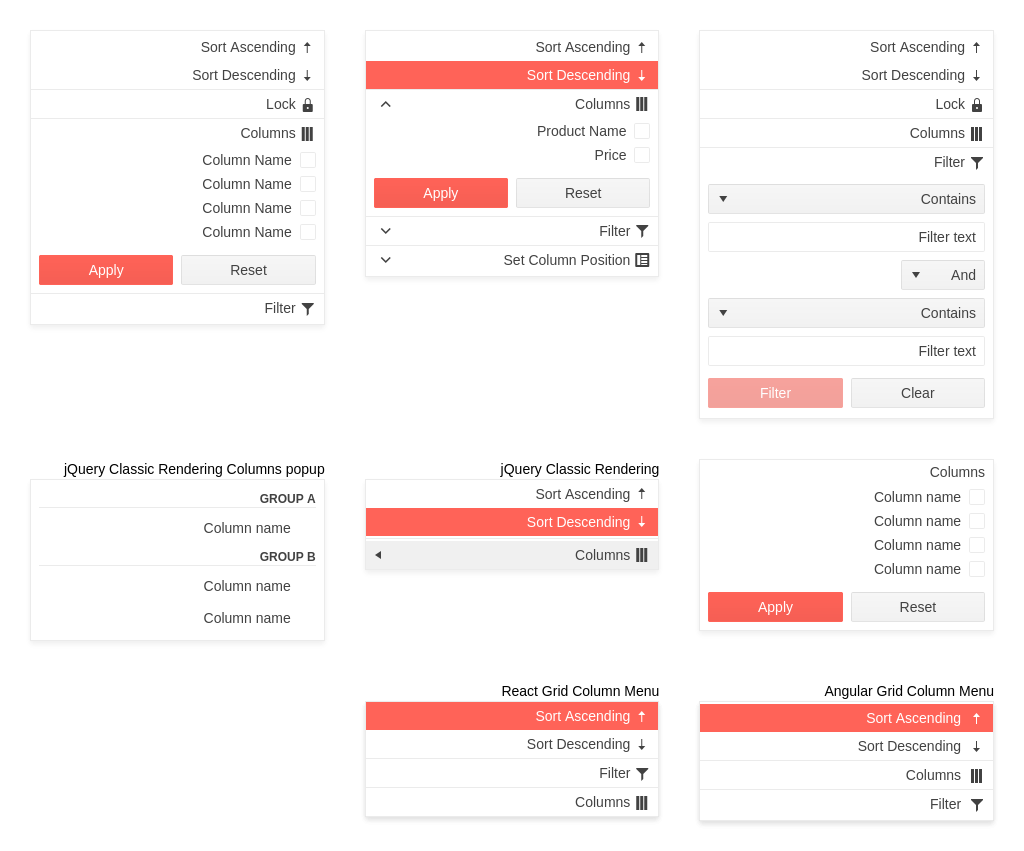 Sort Ascending
Sort Descending
Lock
Columns
Column Name
Column Name
Column Name
Column Name
Apply
Reset
Filter
Sort Ascending
Sort Descending
Columns
Product Name
Price
Apply
Reset
Filter
Set Column Position
Sort Ascending
Sort Descending
Lock
Columns
Filter
Contains
Filter text
And
Contains
Filter text
Filter
Clear
jQuery Classic Rendering Columns popup
GROUP A
Column name
GROUP B
Column name
Column name
jQuery Classic Rendering
Sort Ascending
Sort Descending
Columns
Columns
Column name
Column name
Column name
Column name
Apply
Reset
React Grid Column Menu
Sort Ascending
Sort Descending
Filter
Columns
Angular Grid Column Menu
Sort Ascending
Sort Descending
Columns
Filter